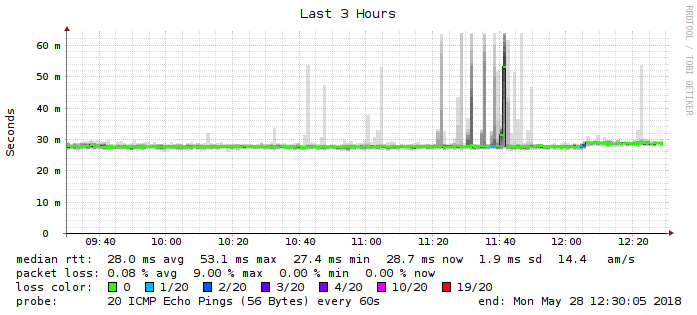 Last 3 Hours
RRDTOOL / TOBI OETIKER
Seconds
60 m
50 m
40 m
30 m
20 m
10 m
0
09:40 10:00 10:20 10:40 11:00 11:20 11:40 12:00 12:20
median rtt: 28.0 ms avg 53.1 ms max 27.4 ms min 28.7 ms now 1.9 ms sd 14.4 am/s
packet loss: 0.08 % avg 9.00 % max 0.00 % min 0.00 % now
loss color: 0 1/20 2/20 3/20 4/20 10/20 19/20
probe: 20 ICMP Echo Pings (56 Bytes) every 60s end: Mon May 28 12:30:05 2018